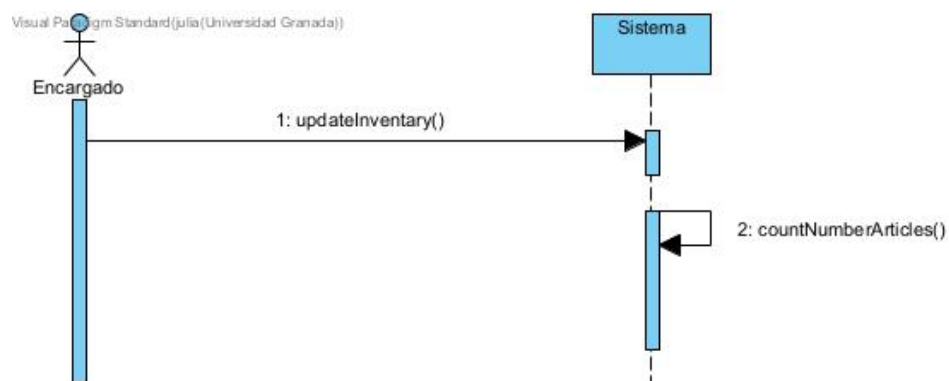 Visual Paradigm Standard(julia(Universidad Granada))
Sistema
Encargado
1: updateInventary()
2: countNumberArticles()